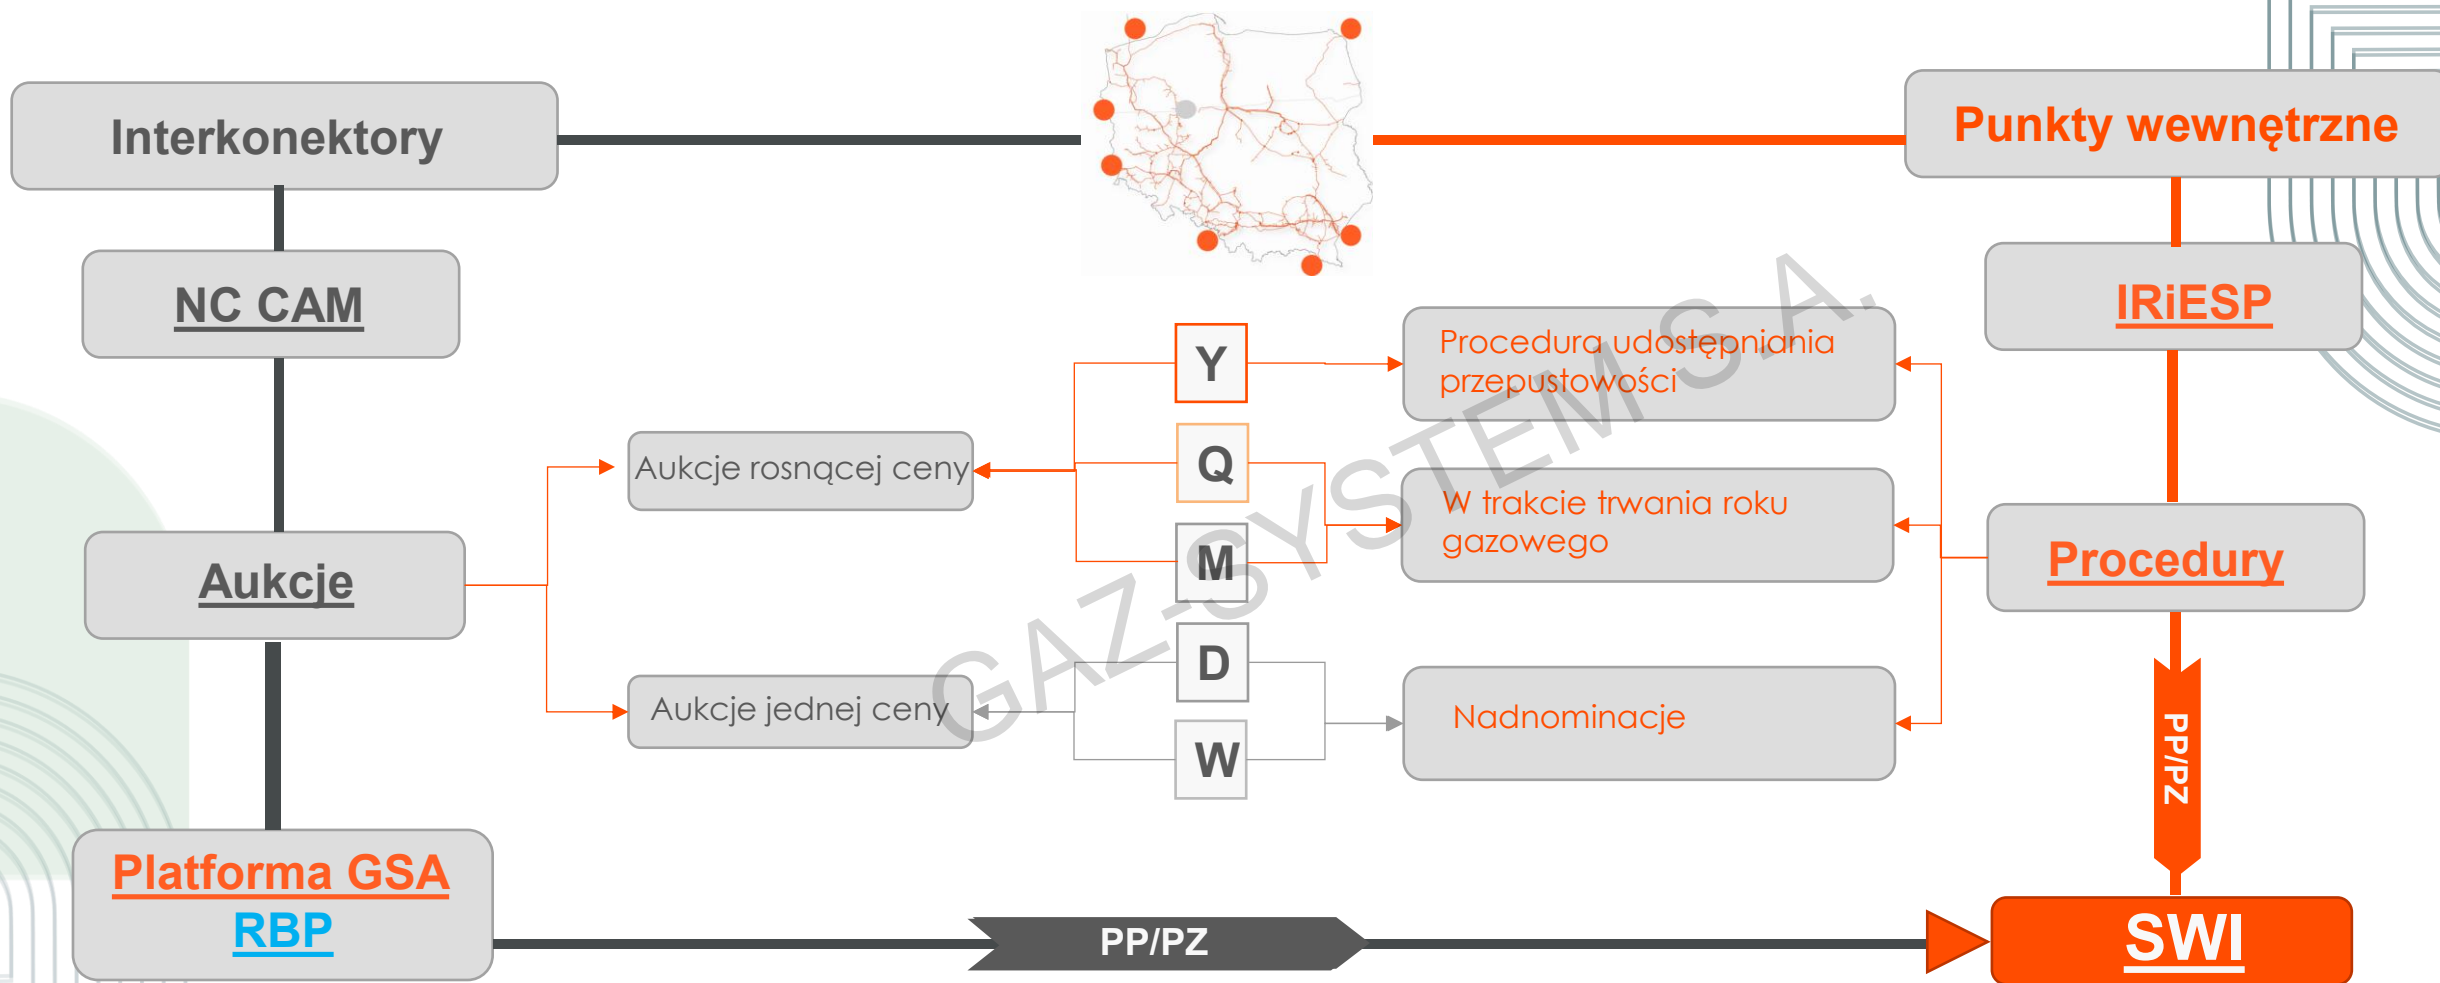 Interkonektory
Punkty wewnętrzne
NC CAM
IRiESP
Y
Procedura udostępniania
przepustowości
Aukcje rosnącej ceny
Q
W trakcie trwania roku
gazowego
M
Aukcje
Procedury
D
Aukcje jednej ceny
Nadnominacje
W
PP/PZ
Platforma GSA
RBP
PP/PZ
SWI
GAZ-SYSTEM S.A.